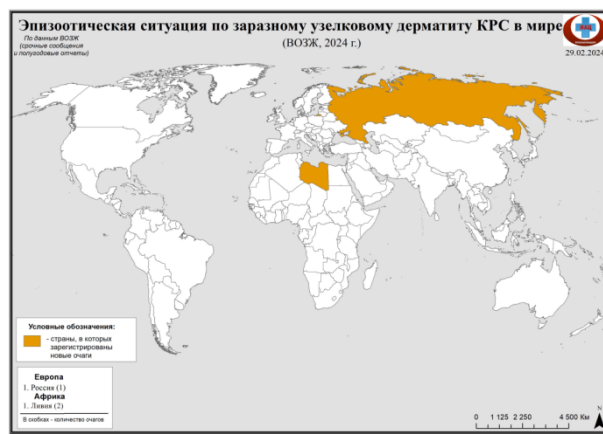 Эпизоотическая ситуация по заразному узелковому дерматиту КРС в мире
(ВОЗЖ, 2024 г.)
По данным ВОЗЖ
(срочные сообщения
и полугодовые отчеты)
29.02.2024
Условные обозначения:
- страны, в которых
зарегистрированы
новые очаги
Европа
1. Россия (1)
Африка
1. Ливия (2)
В скобках - количество очагов
0 1 125 2 250 4 500 Км
N